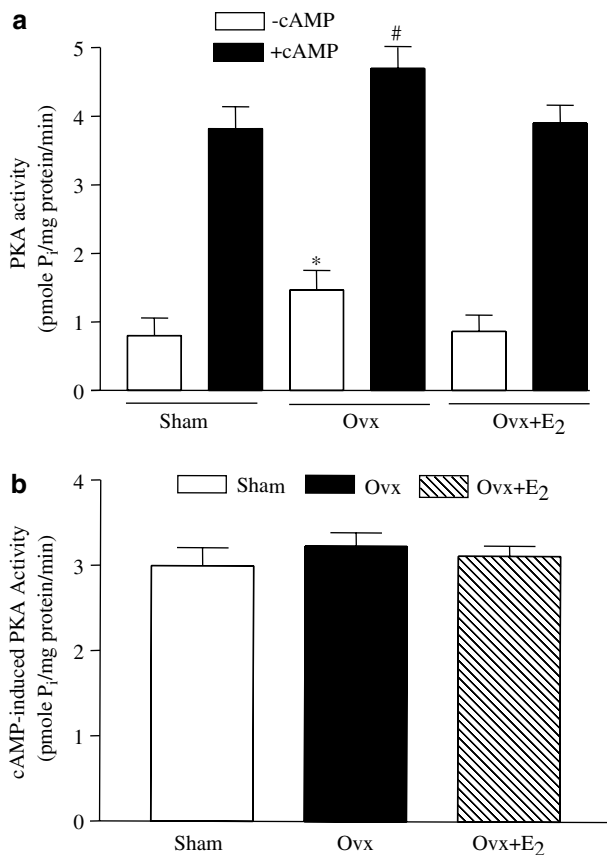 a
-cAMP
+cAMP
PKA activity
(pmole Pi/mg protein/min)
5
4
3
2
1
0
*
#
Sham
Ovx
Ovx+E2
b
Sham
Ovx
Ovx+E2
cAMP-induced PKA Activity
(pmole Pi/mg protein/min)
4
3
2
1
0
Sham
Ovx
Ovx+E2